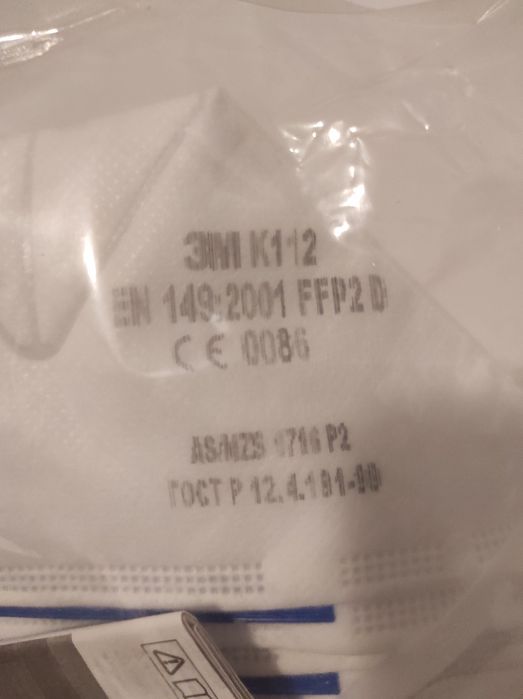 3M K112
EN 149:2001 FFP2 D
CE 0086
AS/NZS 1716 P2
ГОСТ Р 12.4.191-99